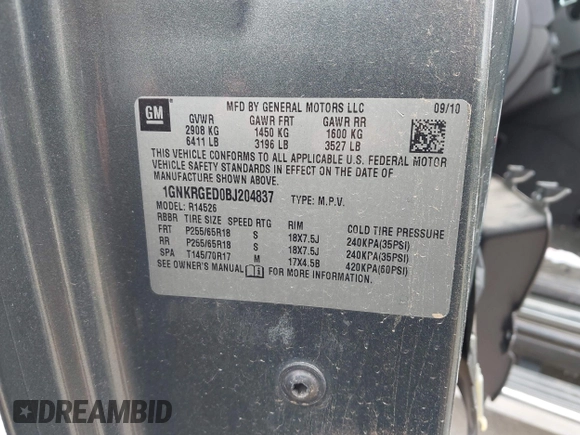 GM
MFD BY GENERAL MOTORS LLC 09/10
GVWR GAWR FRT GAWR RR
2908 KG 1450 KG 1600 KG
6411 LB 3196 LB 3527 LB
THIS VEHICLE CONFORMS TO ALL APPLICABLE U.S. FEDERAL MOTOR
VEHICLE SAFETY STANDARDS IN EFFECT ON THE DATE OF
MANUFACTURE SHOWN ABOVE.
1GNKRGED0BJ204837 TYPE: M.P.V.
MODEL: R14526
RBBR TIRE SIZE SPEED RTG RIM COLD TIRE PRESSURE
FRT P255/65R18 S 18X7.5J 240KPA(35PSI)
RR P255/65R18 S 18X7.5J 240KPA(35PSI)
SPA T145/70R17 M 17X4.5B 420KPA(60PSI)
SEE OWNER'S MANUAL FOR MORE INFORMATION.
DREAMBID